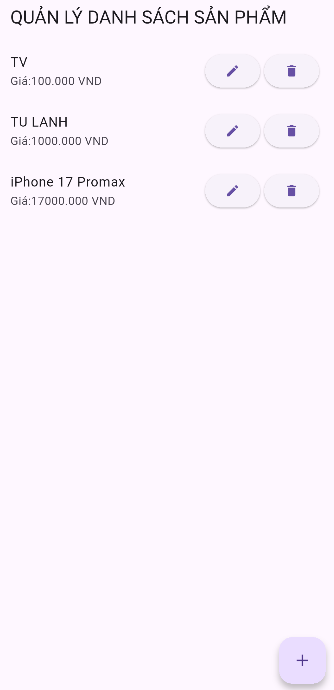 QUẢN LÝ DANH SÁCH SẢN PHẨM
TV
Giá:100.000 VND
TU LANH
Giá:1000.000 VND
iPhone 17 Promax
Giá:17000.000 VND